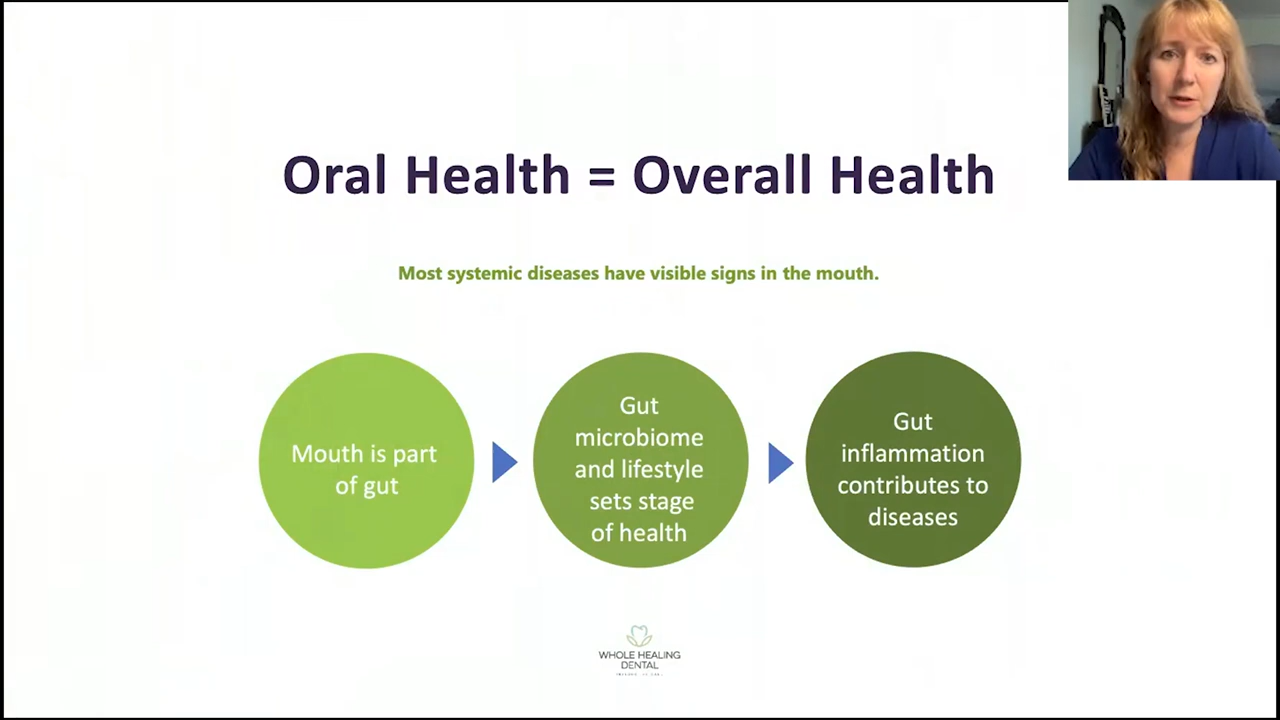 Oral Health = Overall Health
Most systemic diseases have visible signs in the mouth.
Mouth is part
of gut
Gut
microbiome
and lifestyle
sets stage
of health
Gut
inflammation
contributes to
diseases
WHOLE HEALING
DENTAL